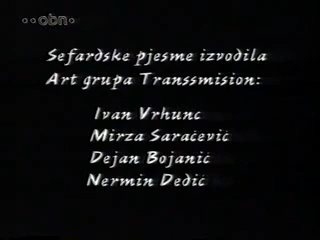 ••obn•
Sefardske pjesme izvodila
Art grupa Transsmision:
Ivan Vrhunc
Mirza Saračević
Dejan Bojanić
Nermin Dedić